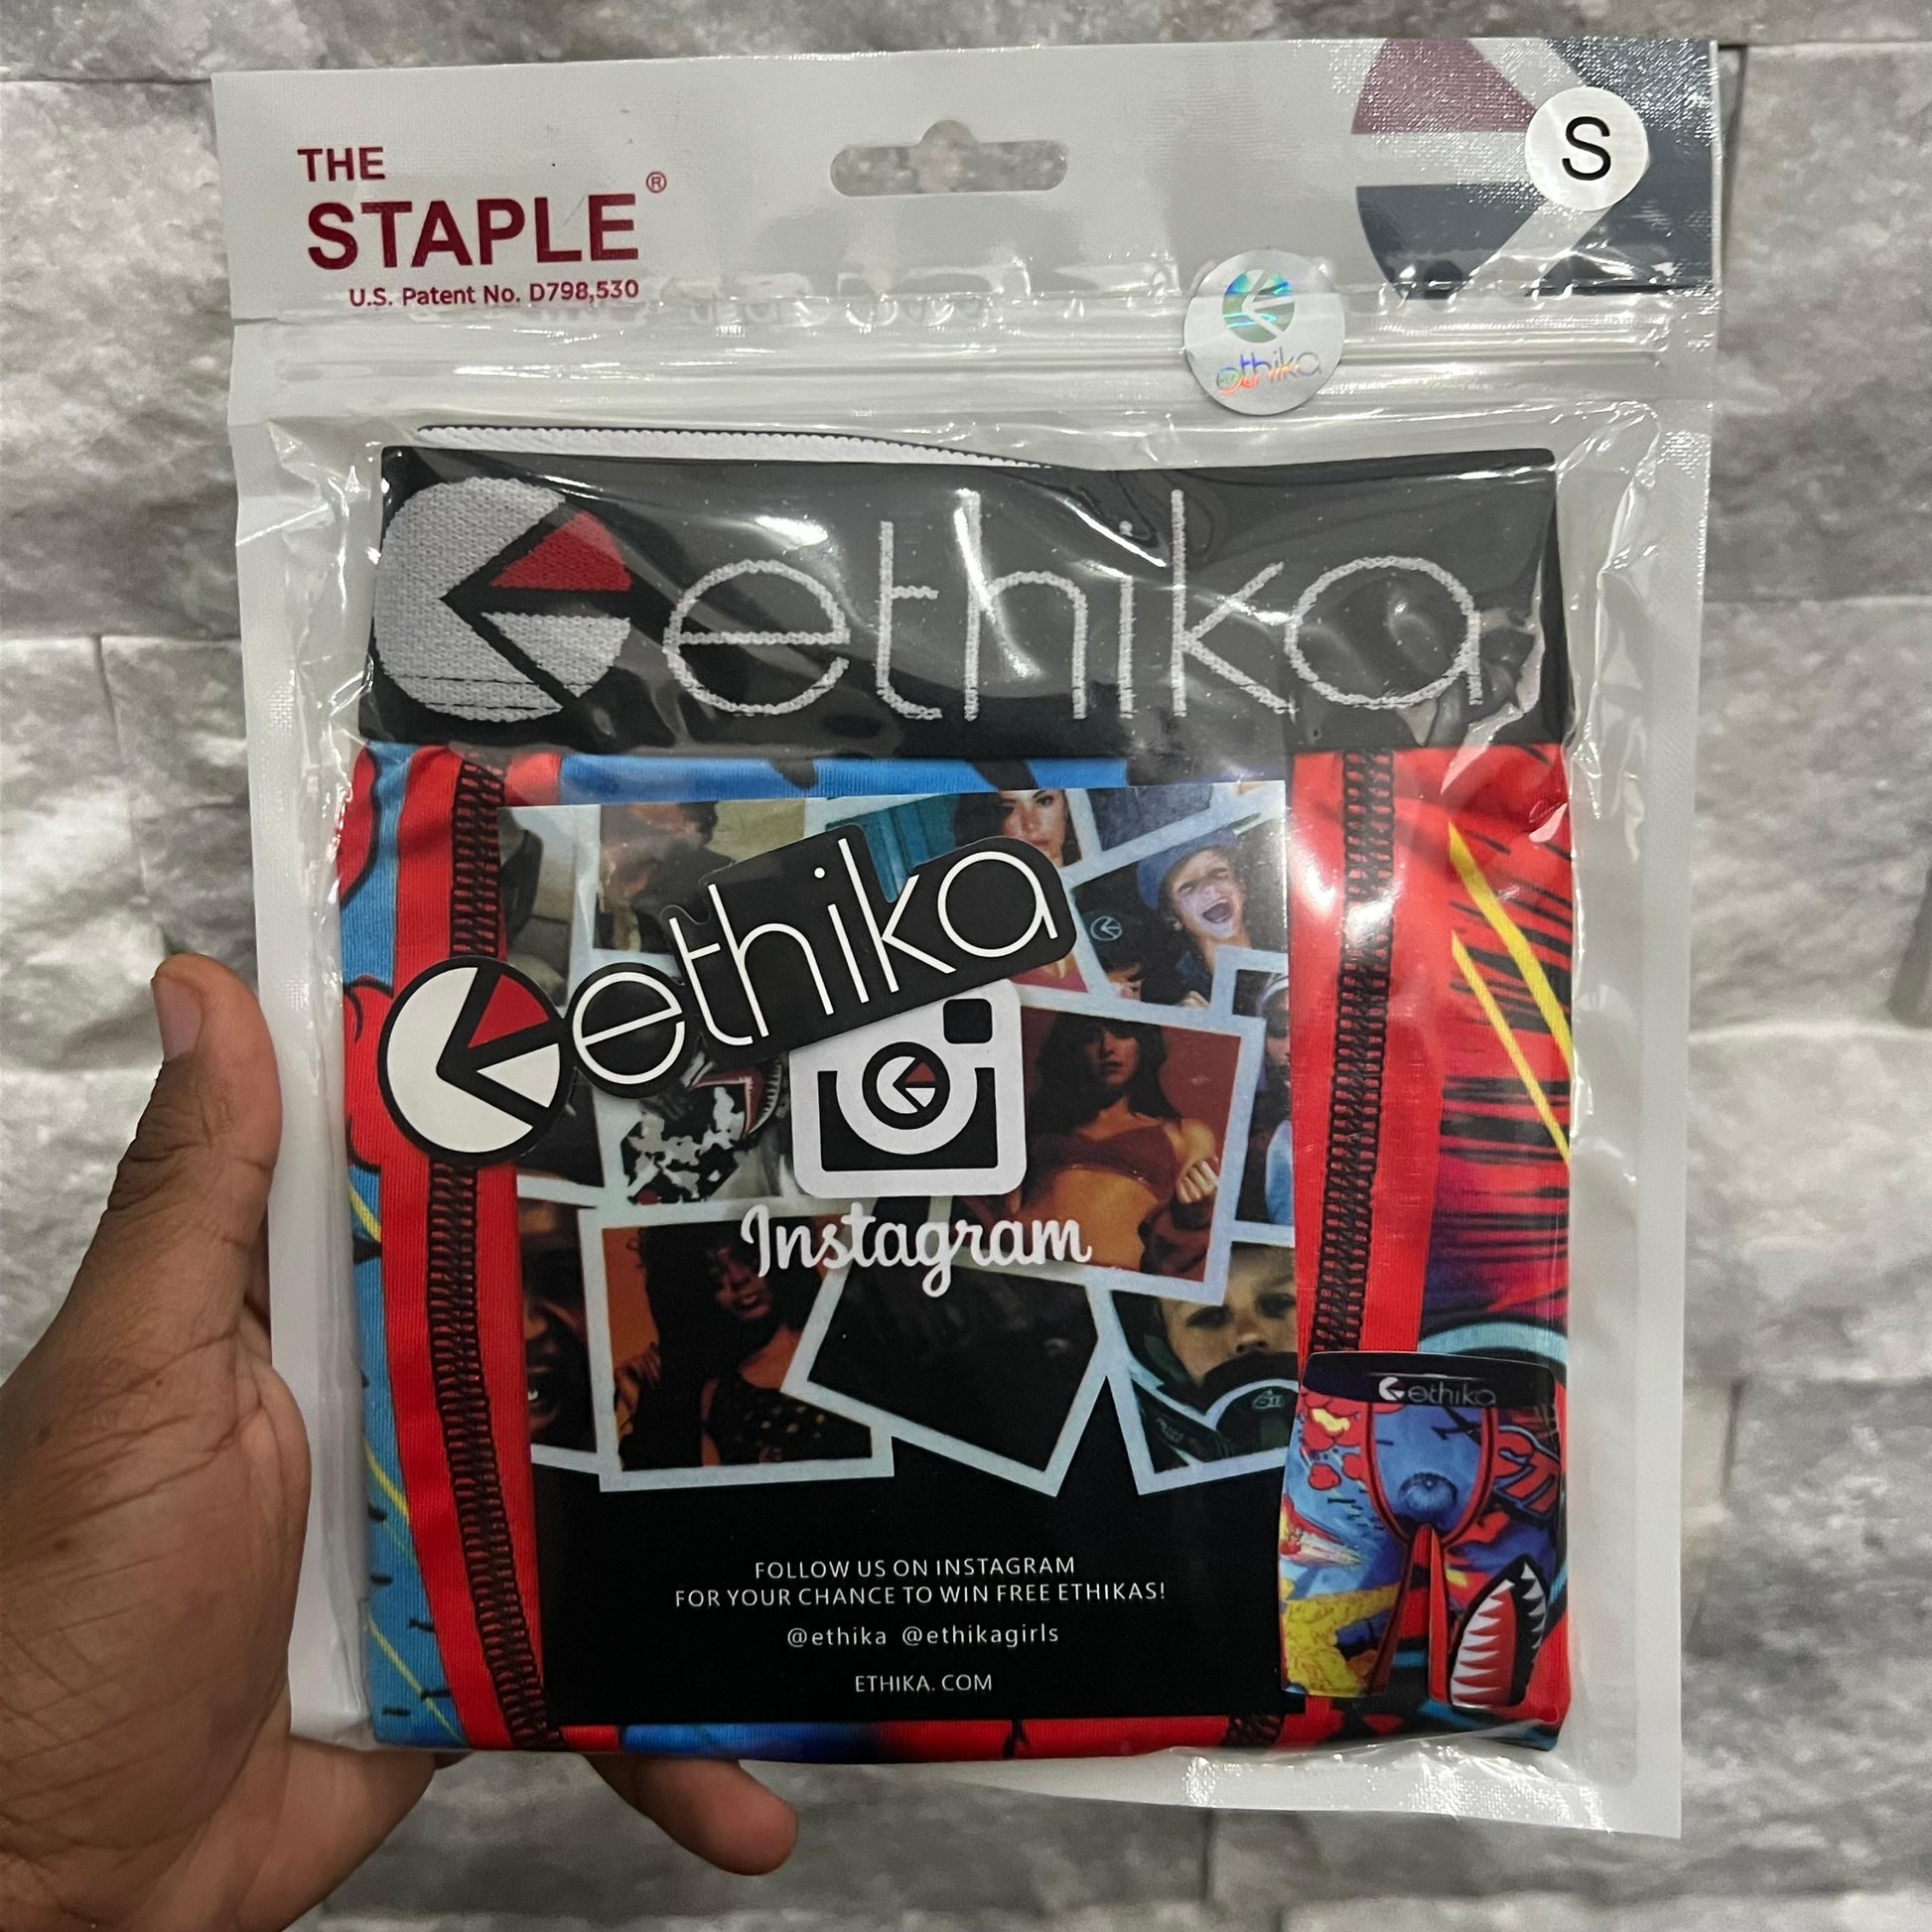 THE
STAPLE®
U.S. Patent No. D798,530
S
ethika
ethika
ethika
Instagram
FOLLOW US ON INSTAGRAM
FOR YOUR CHANCE TO WIN FREE ETHIKAS!
@ethika @ethikagirls
ETHIKA. COM
ethika